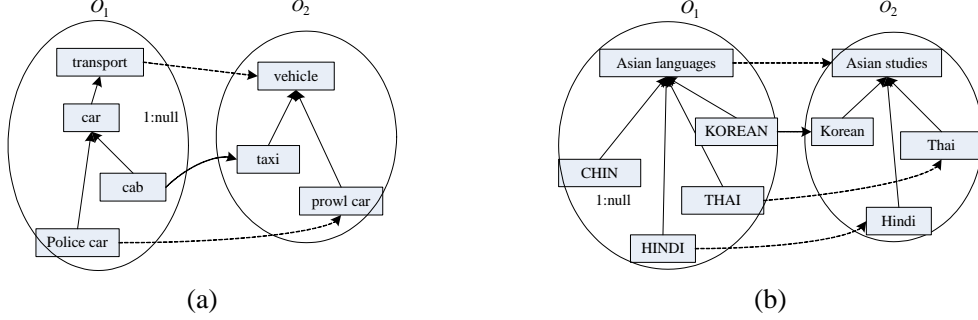 O1
O2
transport
vehicle
car
1:null
taxi
cab
prowl car
Police car
(a)
O1
O2
Asian languages
Asian studies
KOREAN
Korean
Thai
CHIN
1:null
THAI
Hindi
HINDI
(b)